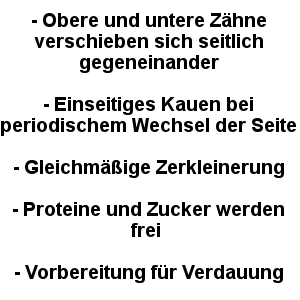 - Obere und untere Zähne
verschieben sich seitlich
gegeneinander
- Einseitiges Kauen bei
periodischem Wechsel der Seite
- Gleichmäßige Zerkleinerung
- Proteine und Zucker werden
frei
- Vorbereitung für Verdauung